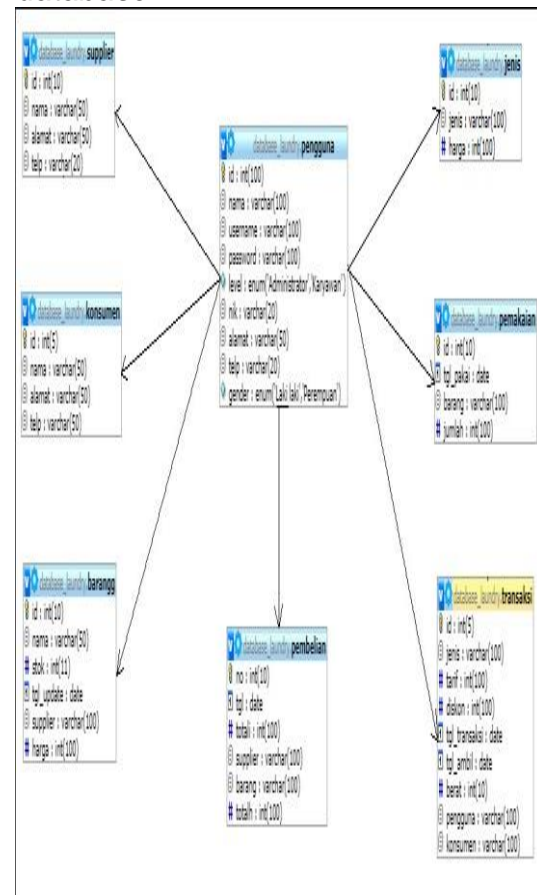 database_laundry supplier
id : int(10)
nama : varchar(50)
alamat : varchar(50)
telp : varchar(20)
database_laundry jenis
id : int(10)
jenis : varchar(100)
harga : int(100)
database_laundry pengguna
id : int(100)
nama : varchar(100)
username : varchar(100)
password : varchar(100)
level : enum('Administrator','Karyawan')
nik : varchar(20)
alamat : varchar(50)
telp : varchar(20)
gender : enum('Laki laki','Perempuan')
database_laundry konsumen
id : int(5)
nama : varchar(50)
alamat : varchar(50)
telp : varchar(50)
database_laundry pemakaian
id : int(10)
tgl_pakai : date
barang : varchar(100)
jumlah : int(100)
database_laundry barangg
id : int(10)
nama : varchar(50)
stok : int(11)
tgl_update : date
supplier : varchar(100)
harga : int(100)
database_laundry pembelian
no : int(10)
tgl : date
totali : int(100)
supplier : varchar(100)
barang : varchar(100)
totalh : int(100)
database_laundry transaksi
id : int(5)
jenis : varchar(100)
tarif : int(100)
diskon : int(100)
tgl_transaksi : date
tgl_ambil : date
berat : int(10)
pengguna : varchar(100)
konsumen : varchar(100)